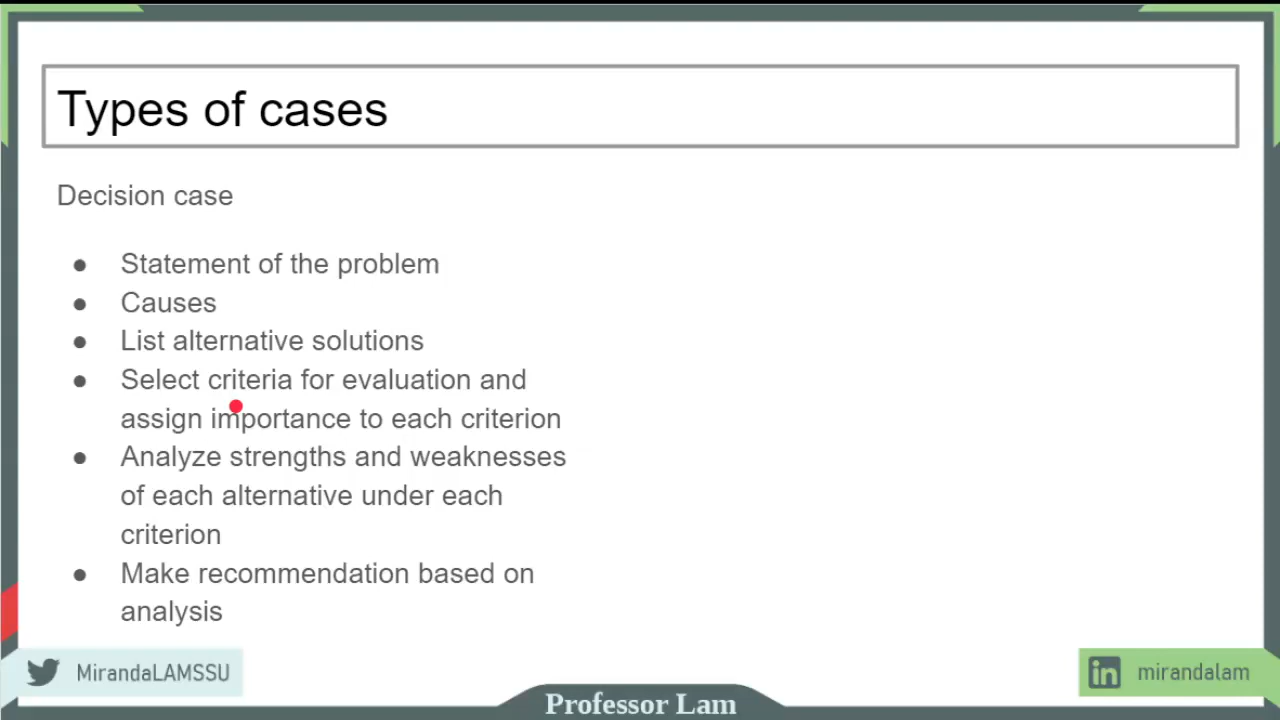 Types of cases
Decision case
● Statement of the problem
● Causes
● List alternative solutions
● Select criteria for evaluation and
assign importance to each criterion
● Analyze strengths and weaknesses
of each alternative under each
criterion
● Make recommendation based on
analysis
MirandaLAMSSU
in mirandalam
Professor Lam